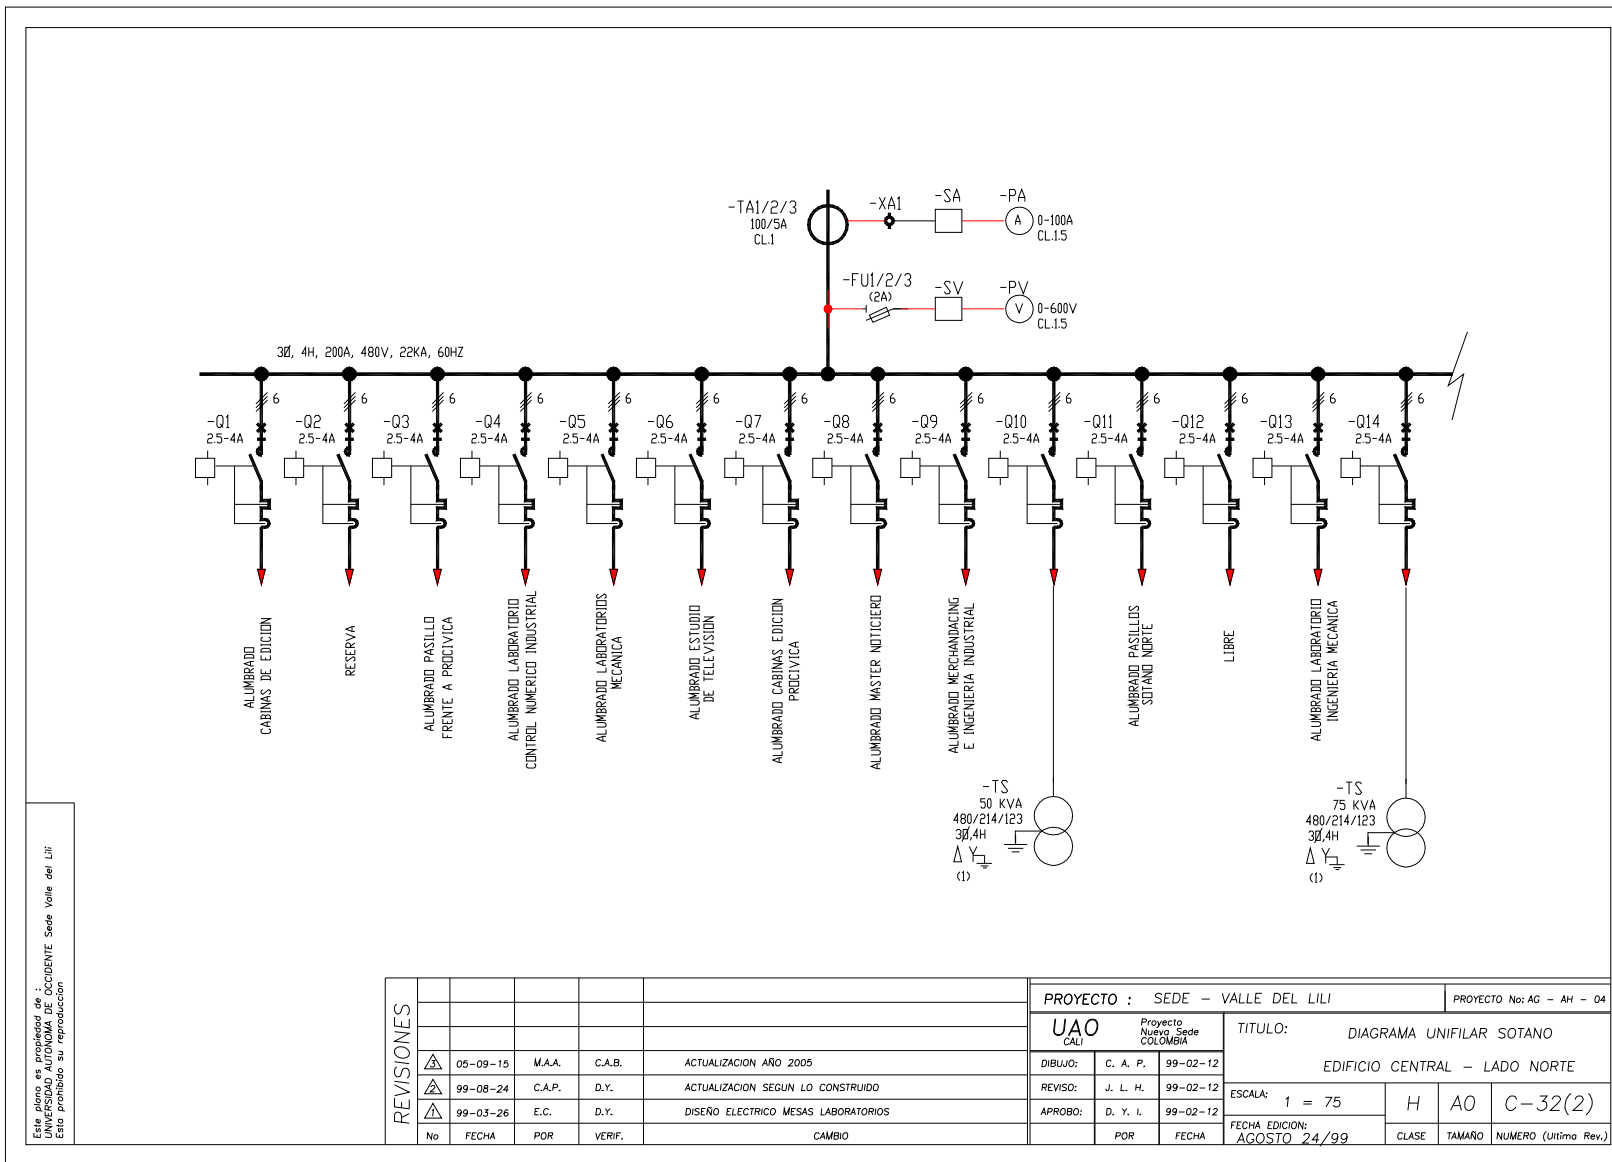 -TA1/2/3
100/5A
CL.1
-XA1
-SA
-PA
A
0-100A
CL.1.5
-FU1/2/3
(2A)
-SV
-PV
V
0-600V
CL.1.5
3Ø, 4H, 200A, 480V, 22KA, 60HZ
6 6 6 6 6 6 6 6 6 6 6 6 6 6
-Q1 -Q2 -Q3 -Q4 -Q5 -Q6 -Q7 -Q8 -Q9 -Q10 -Q11 -Q12 -Q13 -Q14
2.5-4A 2.5-4A 2.5-4A 2.5-4A 2.5-4A 2.5-4A 2.5-4A 2.5-4A 2.5-4A 2.5-4A 2.5-4A 2.5-4A 2.5-4A 2.5-4A
ALUMBRADO
CABINAS DE EDICION
RESERVA
ALUMBRADO PASILLO
FRENTE A PROCIVICA
ALUMBRADO LABORATORIO
CONTROL NUMERICO INDUSTRIAL
ALUMBRADO LABORATORIOS
MECANICA
ALUMBRADO ESTUDIO
DE TELEVISION
ALUMBRADO CABINAS EDICION
PROCIVICA
ALUMBRADO MASTER NOTICIERO
ALUMBRADO MERCHANDACING
E INGENIERIA INDUSTRIAL
ALUMBRADO PASILLOS
SOTANO NORTE
LIBRE
ALUMBRADO LABORATORIO
INGENIERIA MECANICA
-TS
50 KVA
480/214/123
3Ø,4H
Δ Y
(1)
-TS
75 KVA
480/214/123
3Ø,4H
Δ Y
(1)
Este plano es propiedad de :
UNIVERSIDAD AUTONOMA DE OCCIDENTE Sede Valle del Lili
Esta prohibido su reproduccion
REVISIONES
3 05-09-15 M.A.A. C.A.B. ACTUALIZACION AÑO 2005
2 99-08-24 C.A.P. D.Y. ACTUALIZACION SEGUN LO CONSTRUIDO
1 99-03-26 E.C. D.Y. DISEÑO ELECTRICO MESAS LABORATORIOS
No FECHA POR VERIF. CAMBIO
PROYECTO : SEDE - VALLE DEL LILI
PROYECTO No: AG - AH - 04
UAO
CALI
Proyecto
Nueva Sede
COLOMBIA
DIBUJO: C. A. P. 99-02-12
REVISO: J. L. H. 99-02-12
APROBO: D. Y. I. 99-02-12
POR FECHA
TITULO: DIAGRAMA UNIFILAR SOTANO
EDIFICIO CENTRAL - LADO NORTE
ESCALA: 1 = 75
FECHA EDICION:
AGOSTO 24/99
H A0 C-32(2)
CLASE TAMAÑO NUMERO (Ultima Rev.)